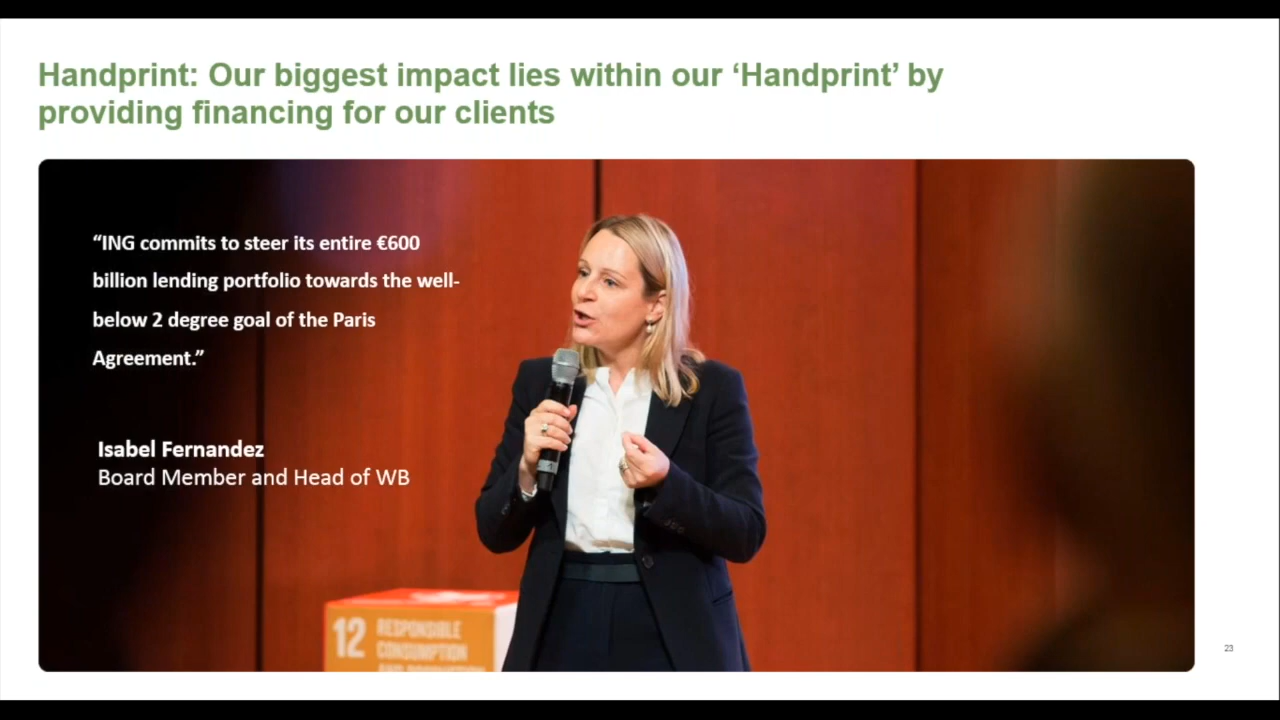 Handprint: Our biggest impact lies within our ‘Handprint’ by
providing financing for our clients
“ING commits to steer its entire €600
billion lending portfolio towards the well-
below 2 degree goal of the Paris
Agreement.”
Isabel Fernandez
Board Member and Head of WB
12 RESPONSIBLE
CONSUMPTION
AND PRODUCTION
23